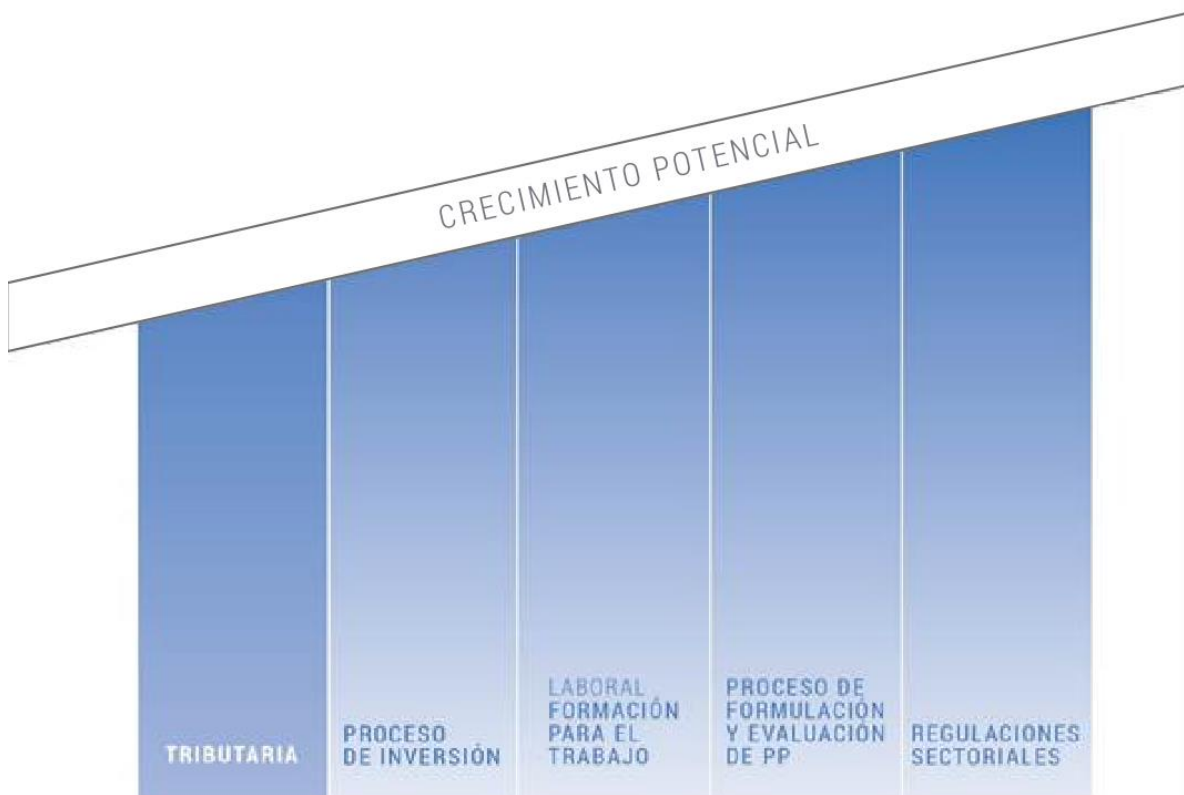 CRECIMIENTO POTENCIAL
TRIBUTARIA
PROCESO
DE INVERSIÓN
LABORAL
FORMACIÓN
PARA EL
TRABAJO
PROCESO DE
FORMULACIÓN
Y EVALUACIÓN
DE PP
REGULACIONES
SECTORIALES